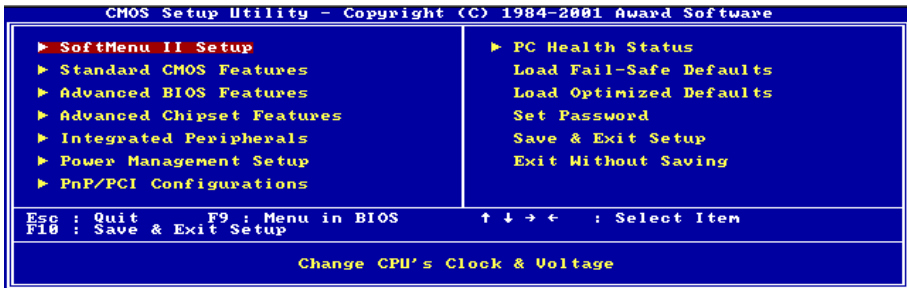 CMOS Setup Utility - Copyright (C) 1984-2001 Award Software
► SoftMenu II Setup
► Standard CMOS Features
► Advanced BIOS Features
► Advanced Chipset Features
► Integrated Peripherals
► Power Management Setup
► PnP/PCI Configurations
► PC Health Status
Load Fail-Safe Defaults
Load Optimized Defaults
Set Password
Save & Exit Setup
Exit Without Saving
Esc : Quit F9 : Menu in BIOS ↑ ↓ → ← : Select Item
F10 : Save & Exit Setup
Change CPU's Clock & Voltage